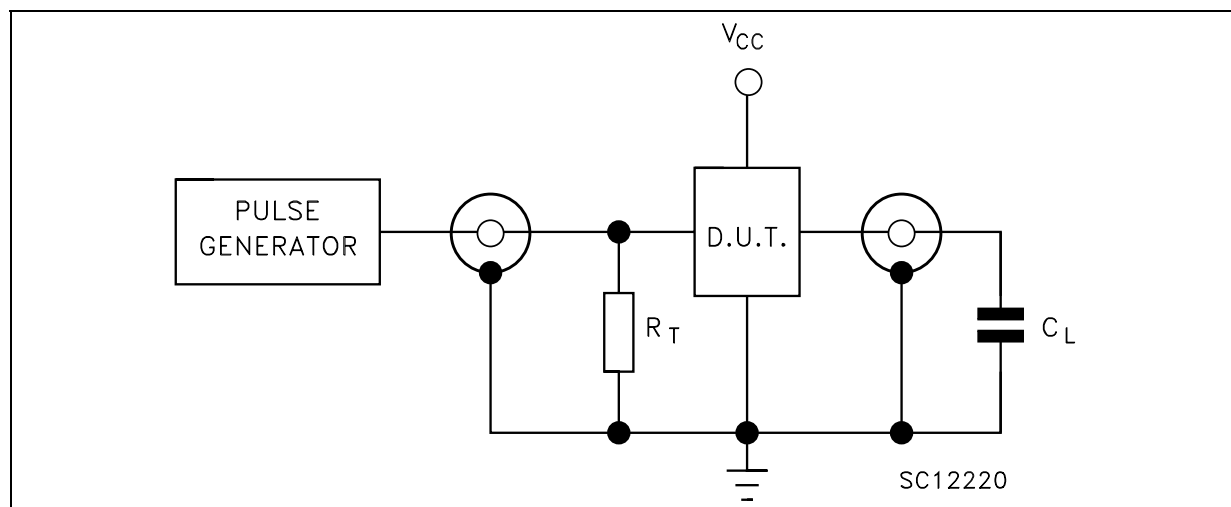 VCC
PULSE
GENERATOR
D.U.T.
RT
CL
SC12220